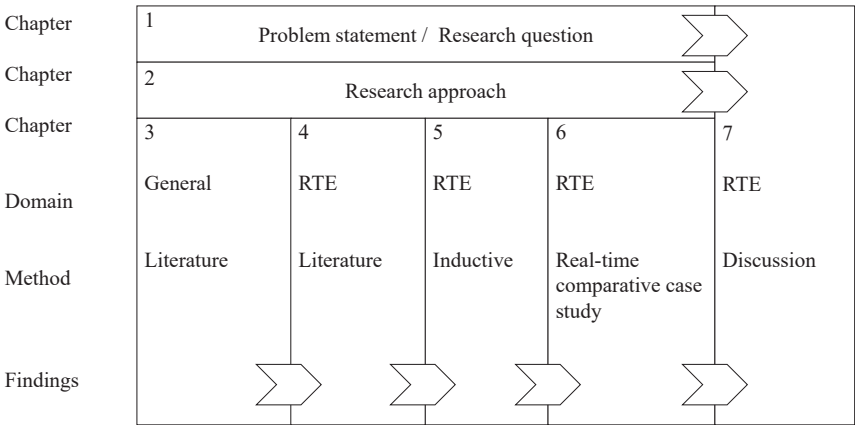 Chapter
1
Problem statement / Research question
Chapter
2
Research approach
Chapter
3
4
5
6
7
Domain
General
RTE
RTE
RTE
RTE
Method
Literature
Literature
Inductive
Real-time
comparative case
study
Discussion
Findings